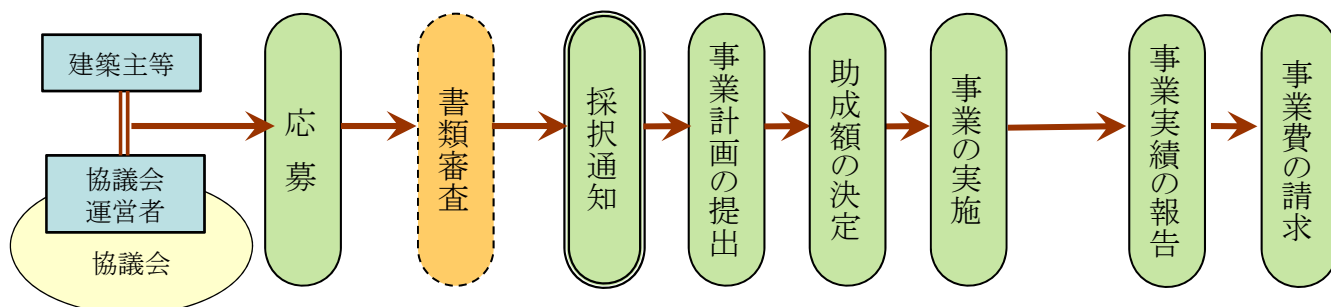 建築主等
協議会
運営者
協議会
応募
書類審査
採択通知
事業計画の提出
助成額の決定
事業の実施
事業実績の報告
事業費の請求